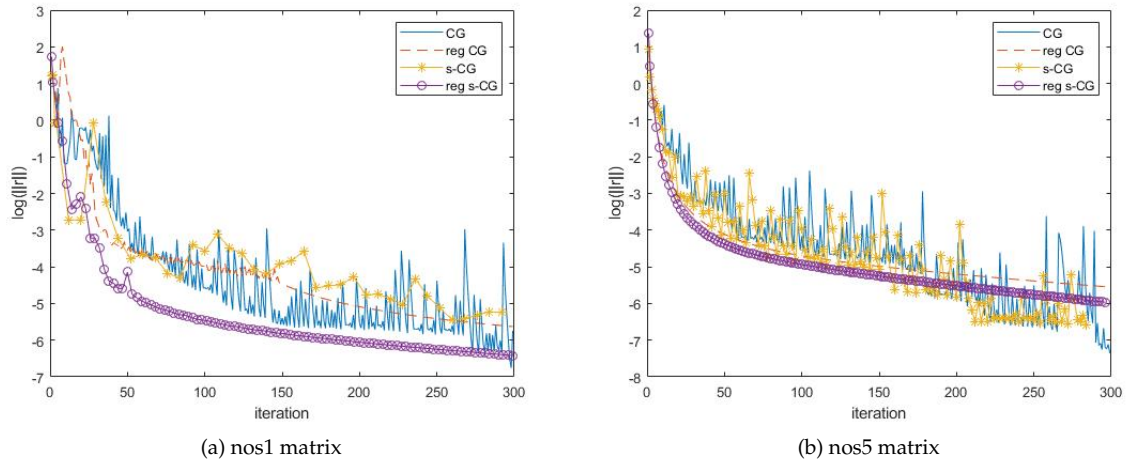 3
2
1
0
-1
-2
-3
-4
-5
-6
-7
log(||r||)
0 50 100 150 200 250 300
iteration
CG
reg CG
s-CG
reg s-CG
(a) nos1 matrix
2
1
0
-1
-2
-3
-4
-5
-6
-7
-8
log(||r||)
0 50 100 150 200 250 300
iteration
CG
reg CG
s-CG
reg s-CG
(b) nos5 matrix